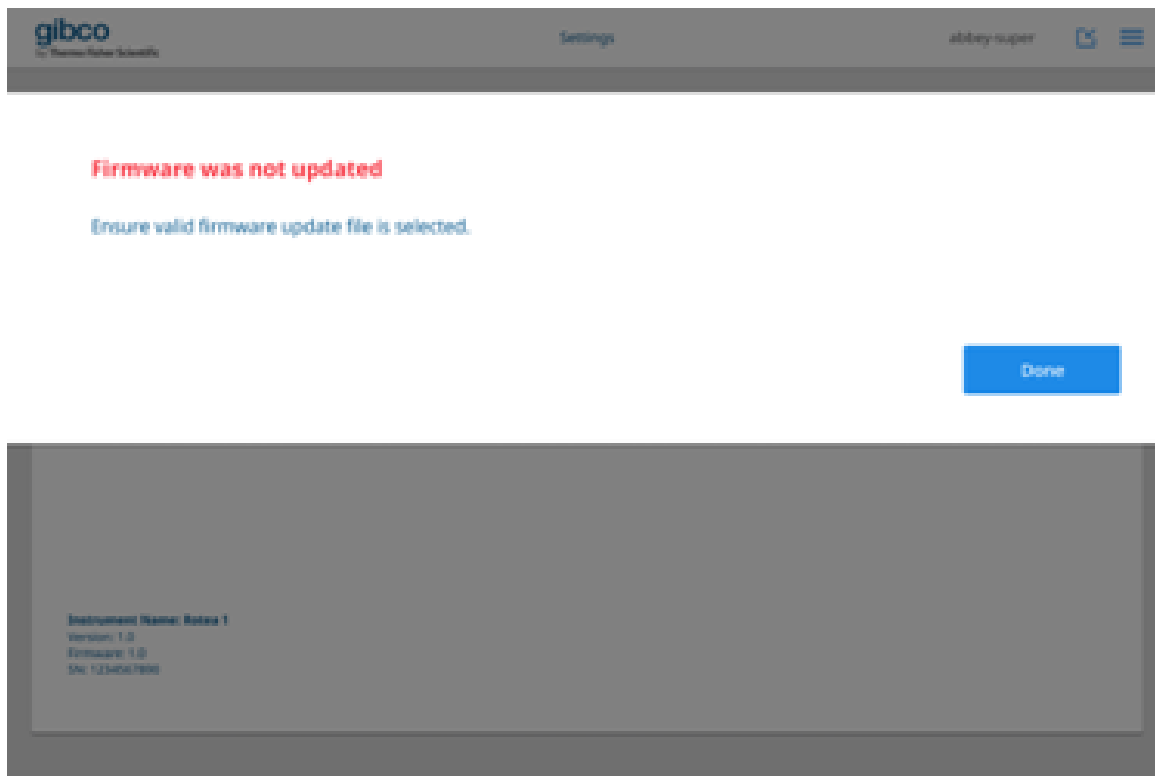 gibco
by Thermo Fisher Scientific
Settings
abbey-super
Firmware was not updated
Ensure valid firmware update file is selected.
Done
Instrument Name: Rotea 1
Version: 1.0
Firmware: 1.0
SN: 1234567890